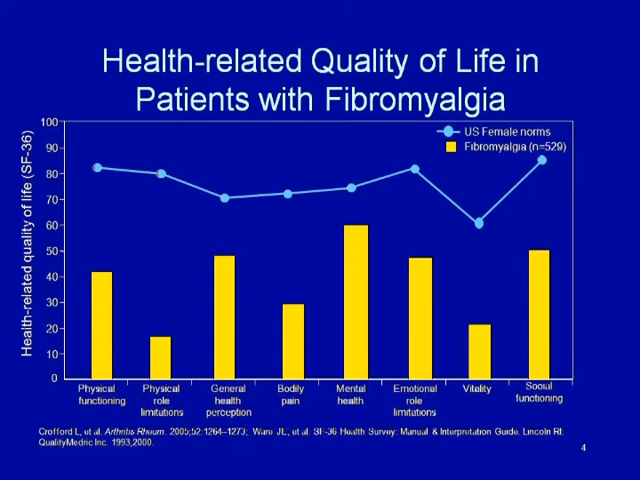 Health-related Quality of Life in
Patients with Fibromyalgia
Health-related quality of life (SF-36)
100
90
80
70
60
50
40
30
20
10
0
US Female norms
Fibromyalgia (n=529)
Physical
functioning
Physical
role
limitations
General
health
perception
Bodily
pain
Mental
health
Emotional
role
limitations
Vitality
Social
functioning
Crofford L, et al. Arthritis Rheum. 2005;52:1264–1273; Ware JE, et al. SF-36 Health Survey: Manual & Interpretation Guide. Lincoln RI:
QualityMetric Inc. 1993,2000.
4